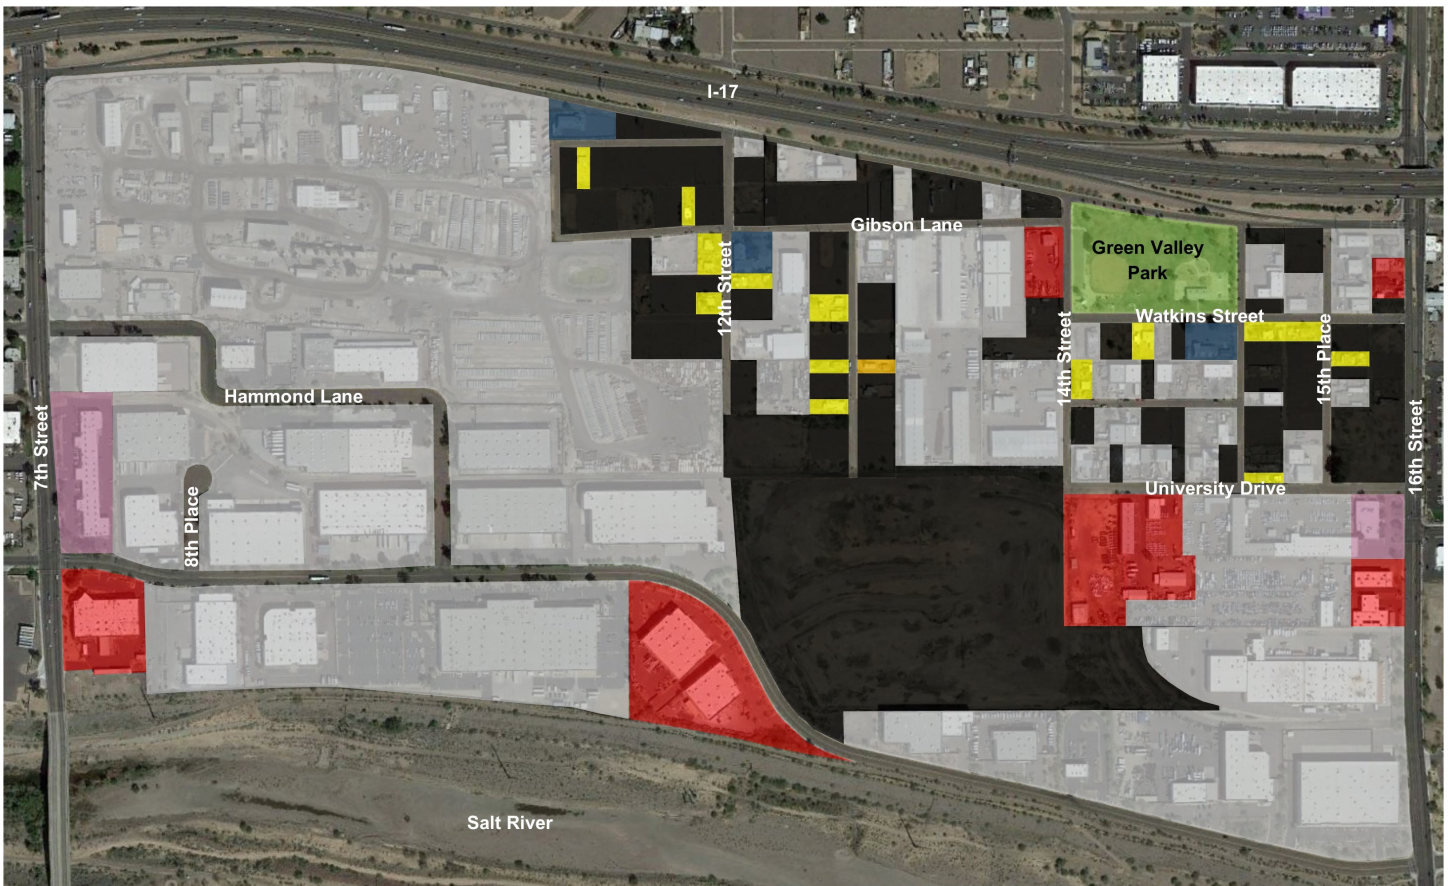 I-17
Gibson Lane
Green Valley
Park
12th Street
Watkins Street
14th Street
15th Place
Hammond Lane
7th Street
16th Street
8th Place
University Drive
Salt River